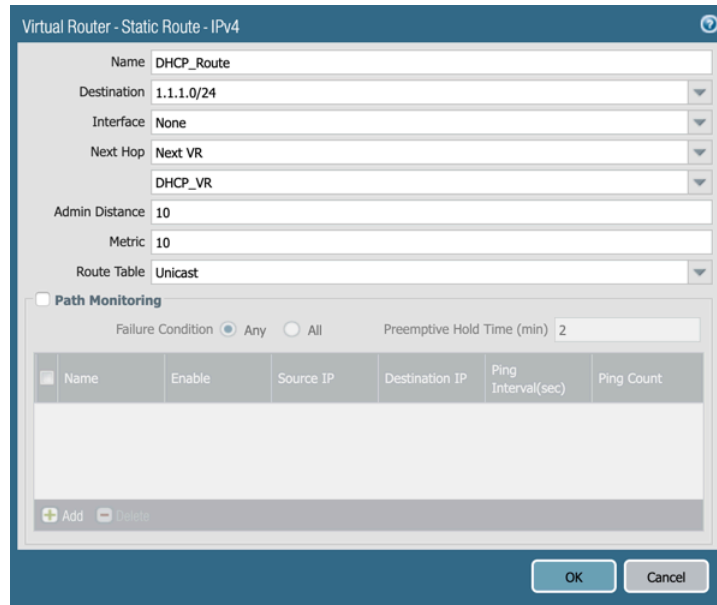 Virtual Router - Static Route - IPv4
Name DHCP_Route
Destination 1.1.1.0/24
Interface None
Next Hop Next VR
DHCP_VR
Admin Distance 10
Metric 10
Route Table Unicast
Path Monitoring
Failure Condition Any All Preemptive Hold Time (min) 2
Name Enable Source IP Destination IP Ping Interval(sec) Ping Count
Add Delete
OK Cancel